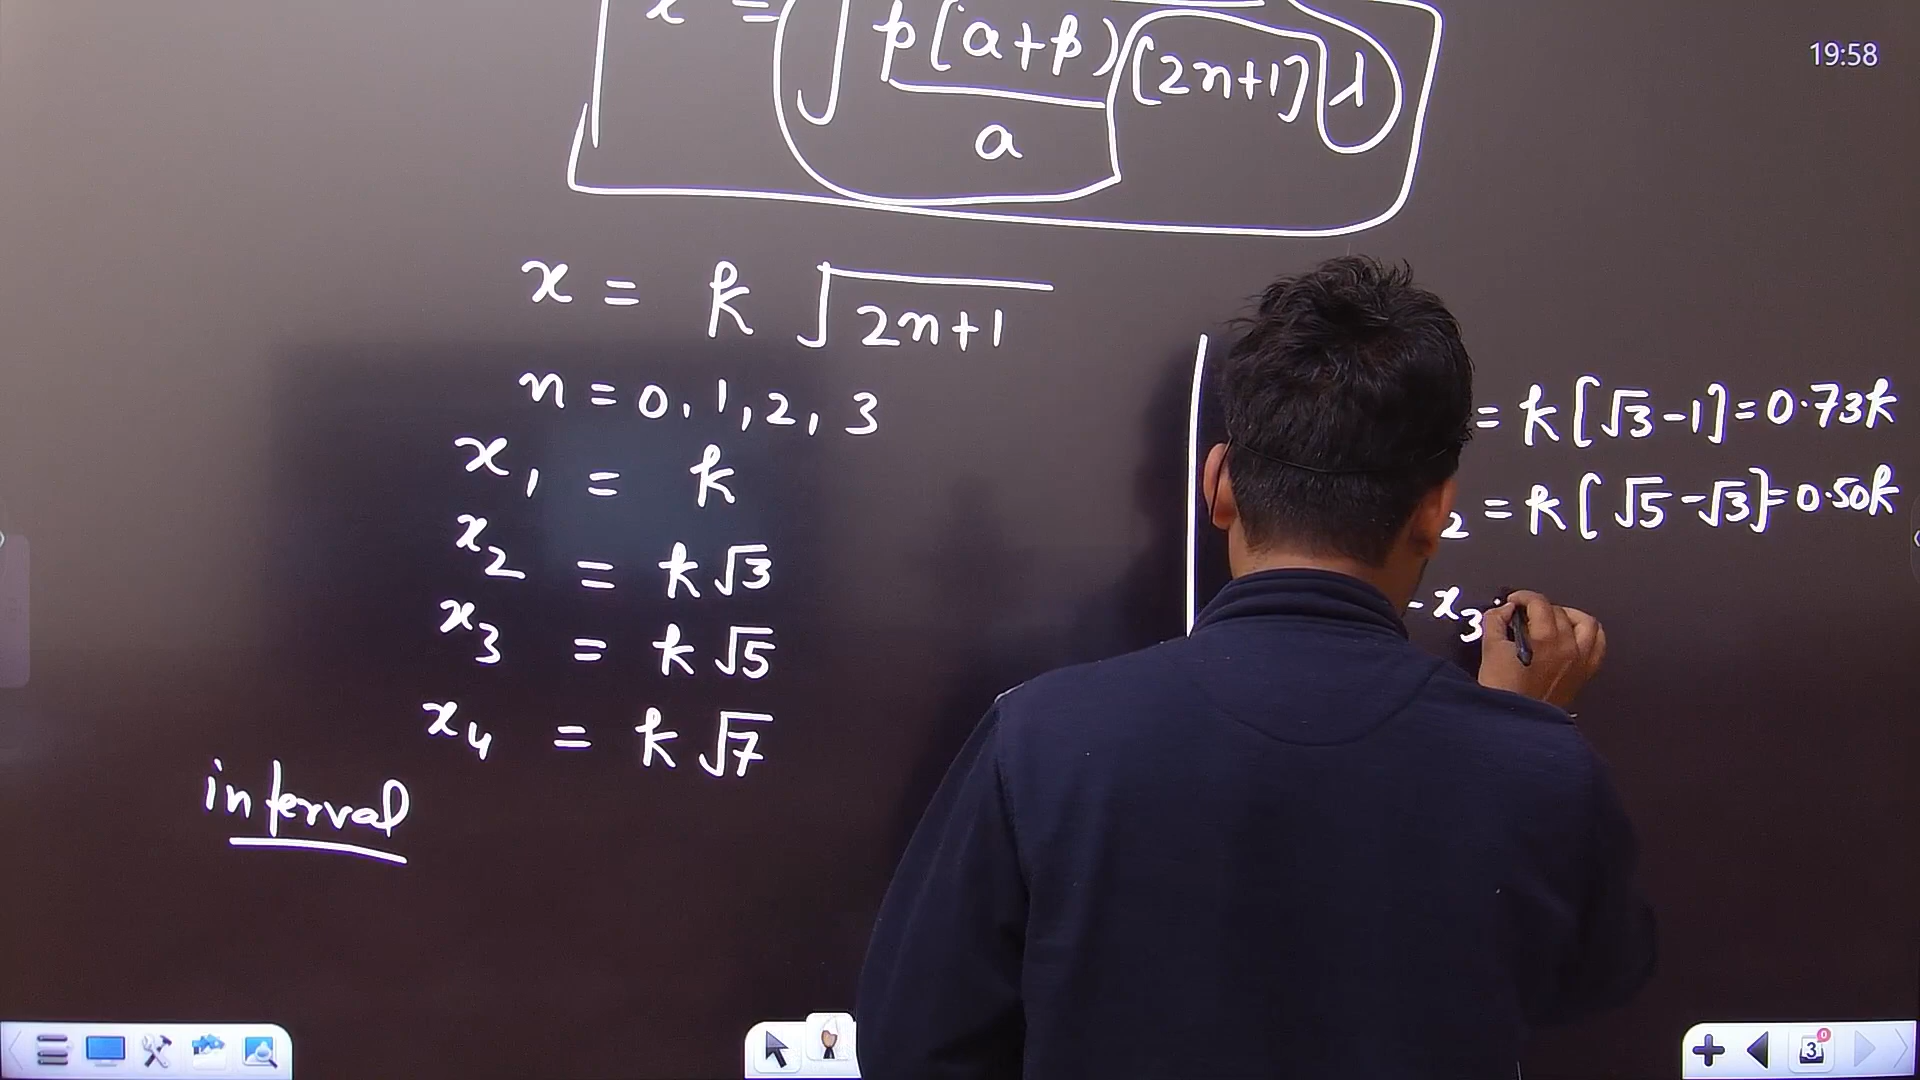 x = √ p(a+p) (2n+1) λ
a
19:58
x = k √2n+1
n = 0, 1, 2, 3
x1 = k
x2 = k√3
x3 = k√5
x4 = k√7
interval
= k[√3-1] = 0.73k
2 = k[√5-√3] = 0.50k
- x3
3
0